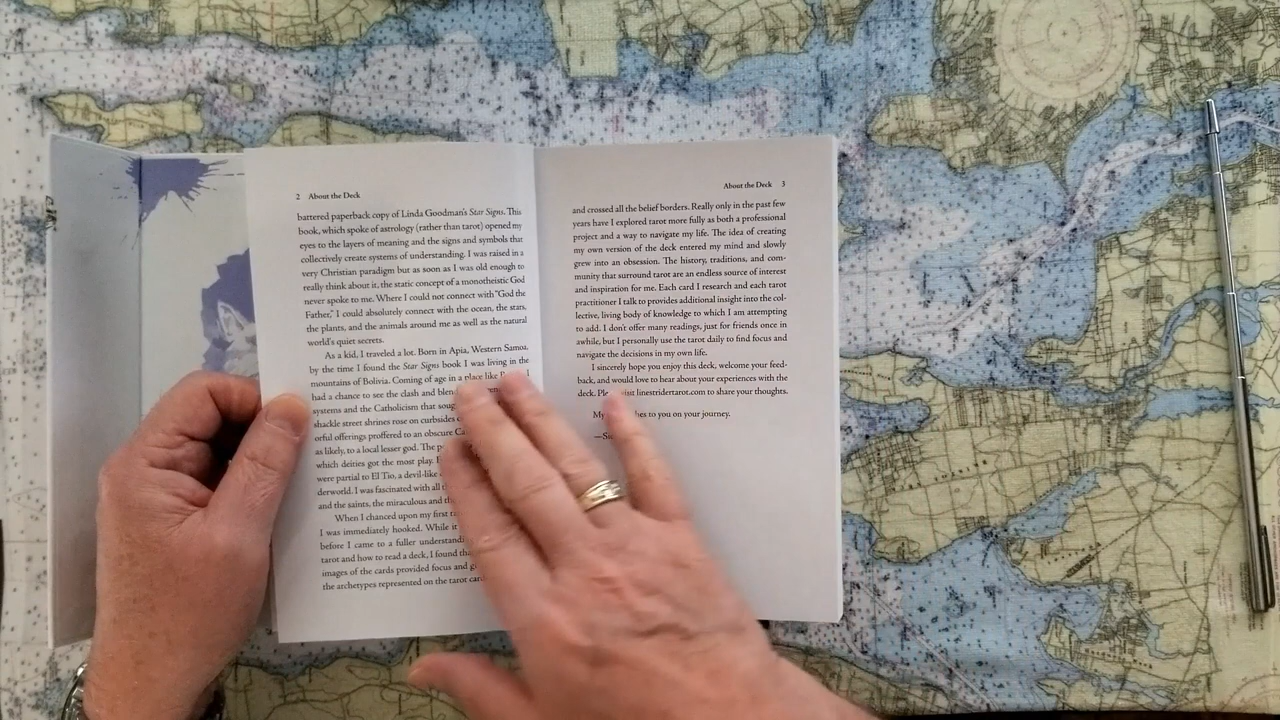 2 About the Deck
battered paperback copy of Linda Goodman's Star Signs. This
book, which spoke of astrology (rather than tarot) opened my
eyes to the layers of meaning and the signs and symbols that
collectively create systems of understanding. I was raised in a
very Christian paradigm but as soon as I was old enough to
really think about it, the static concept of a monotheistic God
never spoke to me. Where I could not connect with "God the
Father," I could absolutely connect with the ocean, the stars,
the plants, and the animals around me as well as the natural
world's quiet secrets.
As a kid, I traveled a lot. Born in Apia, Western Samoa,
by the time I found the Star Signs book I was living in the
mountains of Bolivia. Coming of age in a place like
had a chance to see the clash and
systems and the Catholicism that
shackle street shrines rose on curbsides
orful offerings proffered to an obscure
as likely, to a local lesser god. The
which deities got the most play.
were partial to El Tio, a devil-like
derworld. I was fascinated with all
and the saints, the miraculous and
When I chanced upon my first
I was immediately hooked. While it
before I came to a fuller
tarot and how to read a deck, I found
images of the cards provided focus and
the archetypes represented on the tarot
About the Deck 3
and crossed all the belief borders. Really only in the past few
years have I explored tarot more fully as both a professional
project and a way to navigate my life. The idea of creating
my own version of the deck entered my mind and slowly
grew into an obsession. The history, traditions, and com-
munity that surround tarot are an endless source of interest
and inspiration for me. Each card I research and each tarot
practitioner I talk to provides additional insight into the col-
lective, living body of knowledge to which I am attempting
to add. I don't offer many readings, just for friends once in
awhile, but I personally use the tarot daily to find focus and
navigate the decisions in my own life.
I sincerely hope you enjoy this deck, welcome your feed-
back, and would love to hear about your experiences with the
deck. visit linestridertarot.com to share your thoughts.
to you on your journey.